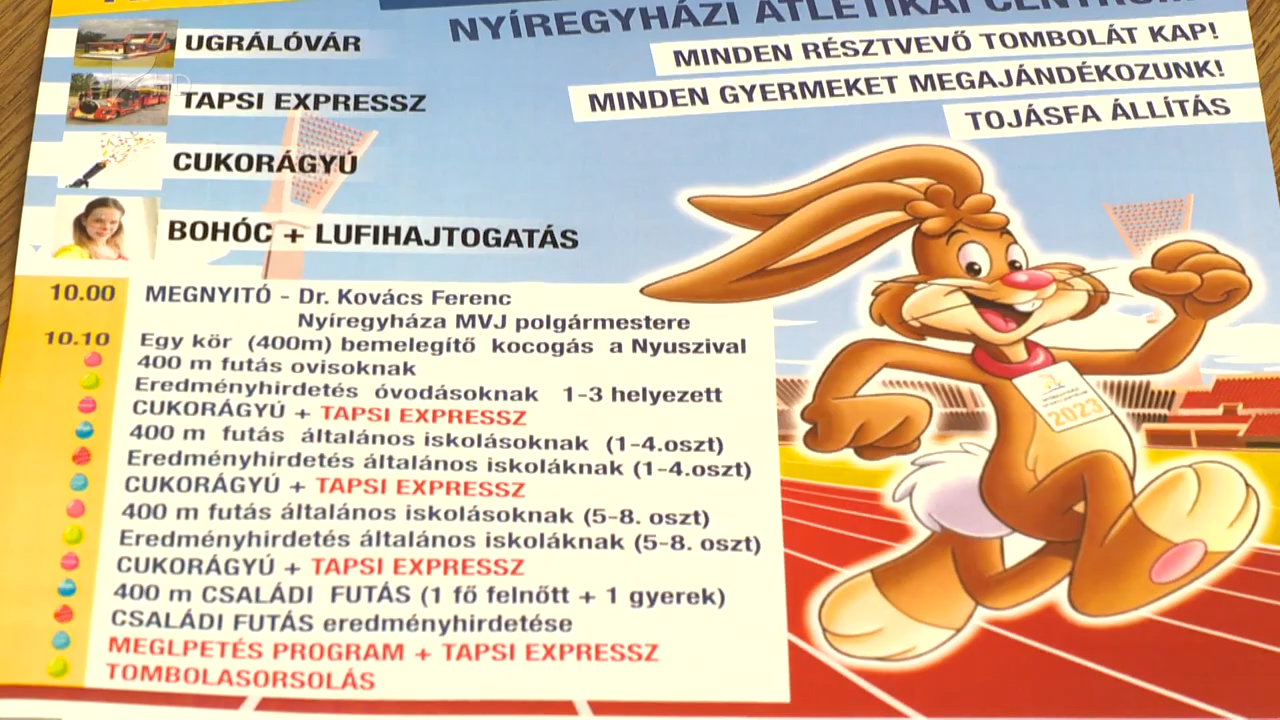 NYÍREGYHÁZI ATLÉTIKAI CENTRUM
UGRÁLÓVÁR
MINDEN RÉSZTVEVŐ TOMBOLÁT KAP!
TAPSI EXPRESSZ
MINDEN GYERMEKET MEGAJÁNDÉKOZUNK!
TOJÁSFA ÁLLÍTÁS
CUKORÁGYÚ
BOHÓC + LUFIHAJTOGATÁS
10.00 MEGNYITÓ - Dr. Kovács Ferenc
Nyíregyháza MVJ polgármestere
10.10 Egy kör (400m) bemelegítő kocogás a Nyuszival
400 m futás ovisoknak
Eredményhirdetés óvodásoknak 1-3 helyezett
CUKORÁGYÚ + TAPSI EXPRESSZ
400 m futás általános iskolásoknak (1-4.oszt)
Eredményhirdetés általános iskoláknak (1-4.oszt)
CUKORÁGYÚ + TAPSI EXPRESSZ
400 m futás általános iskolásoknak (5-8. oszt)
Eredményhirdetés általános iskoláknak (5-8. oszt)
CUKORÁGYÚ + TAPSI EXPRESSZ
400 m CSALÁDI FUTÁS (1 fő felnőtt + 1 gyerek)
CSALÁDI FUTÁS eredményhirdetése
MEGLPETÉS PROGRAM + TAPSI EXPRESSZ
TOMBOLASORSOLÁS
2023